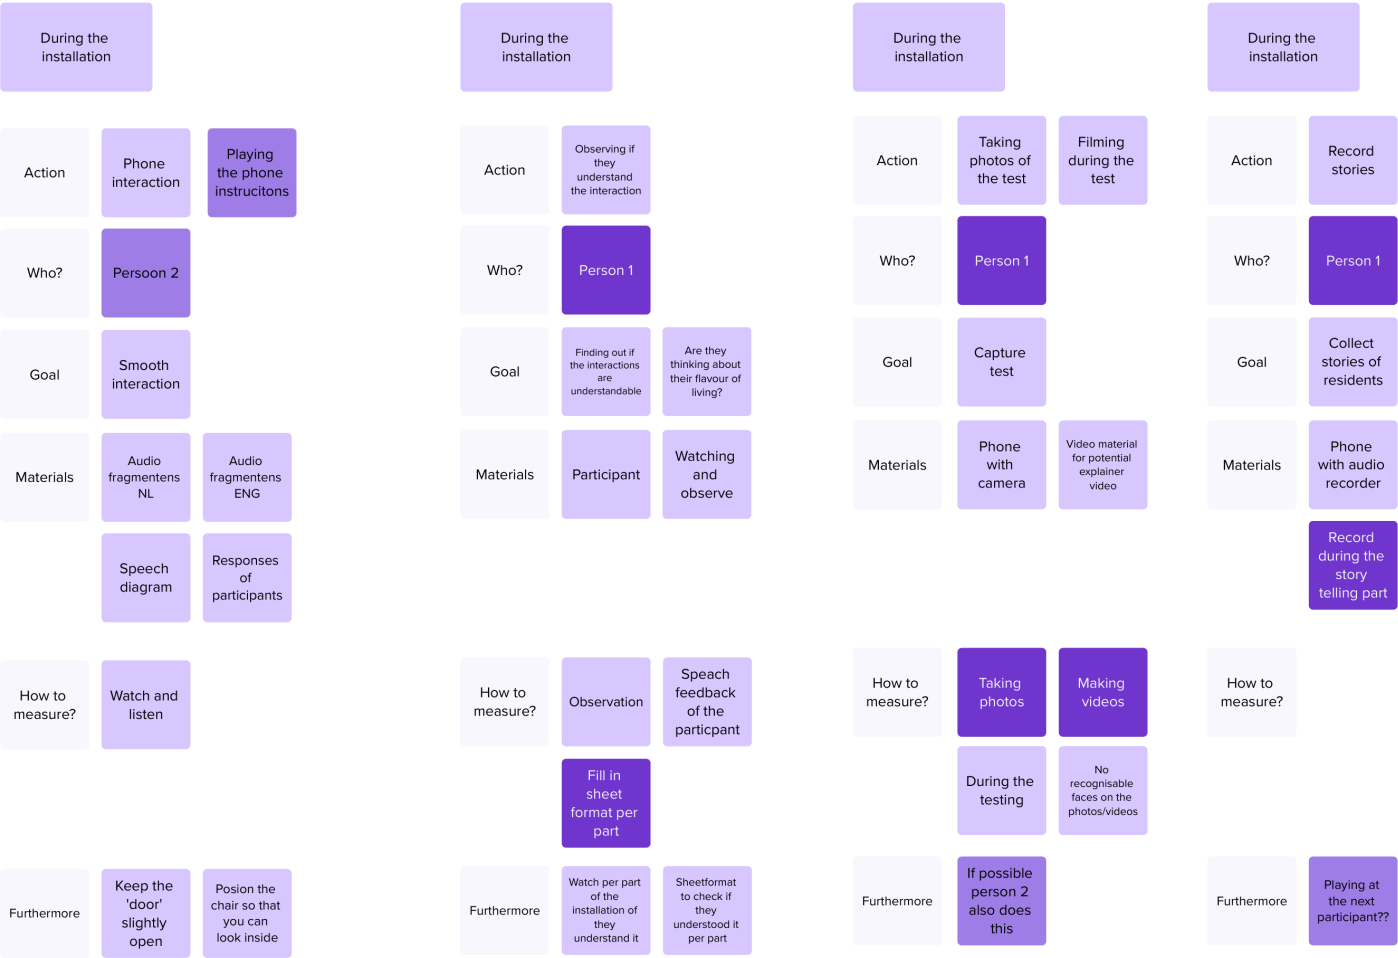 During the
installation
Action
Phone
interaction
Playing
the phone
instrucitons
Who?
Persoon 2
Goal
Smooth
interaction
Materials
Audio
fragmentens
NL
Audio
fragmentens
ENG
Speech
diagram
Responses
of
participants
How to
measure?
Watch and
listen
Furthermore
Keep the
'door'
slightly
open
Posion the
chair so that
you can
look inside
During the
installation
Action
Observing if
they
understand
the interaction
Who?
Person 1
Goal
Finding out if
the interactions
are
understandable
Are they
thinking about
their flavour of
living?
Materials
Participant
Watching
and
observe
How to
measure?
Observation
Speach
feedback
of the
particpant
Fill in
sheet
format per
part
Furthermore
Watch per part
of the
installation of
they
understand it
Sheetformat
to check if
they
understood it
per part
During the
installation
Action
Taking
photos of
the test
Filming
during the
test
Who?
Person 1
Goal
Capture
test
Materials
Phone
with
camera
Video material
for potential
explainer
video
How to
measure?
Taking
photos
Making
videos
During the
testing
No
recognisable
faces on the
photos/videos
Furthermore
If possible
person 2
also does
this
During the
installation
Action
Record
stories
Who?
Person 1
Goal
Collect
stories of
residents
Materials
Phone
with audio
recorder
Record
during the
story
telling part
How to
measure?
Furthermore
Playing at
the next
participant??